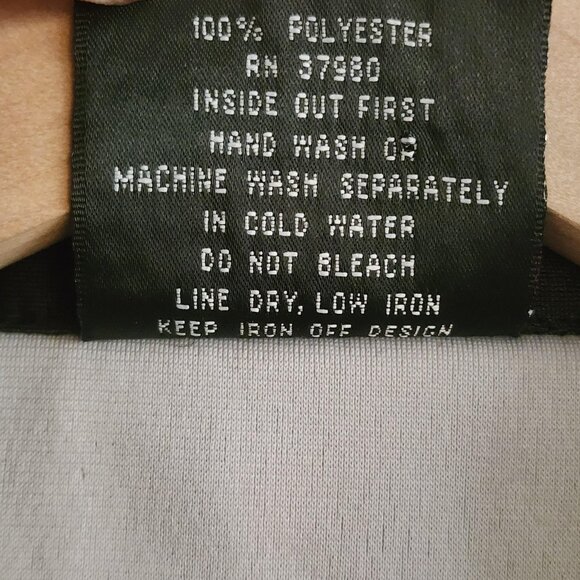 100% POLYESTER
RN 37980
INSIDE OUT FIRST
HAND WASH OR
MACHINE WASH SEPARATELY
IN COLD WATER
DO NOT BLEACH
LINE DRY, LOW IRON
KEEP IRON OFF DESIGN